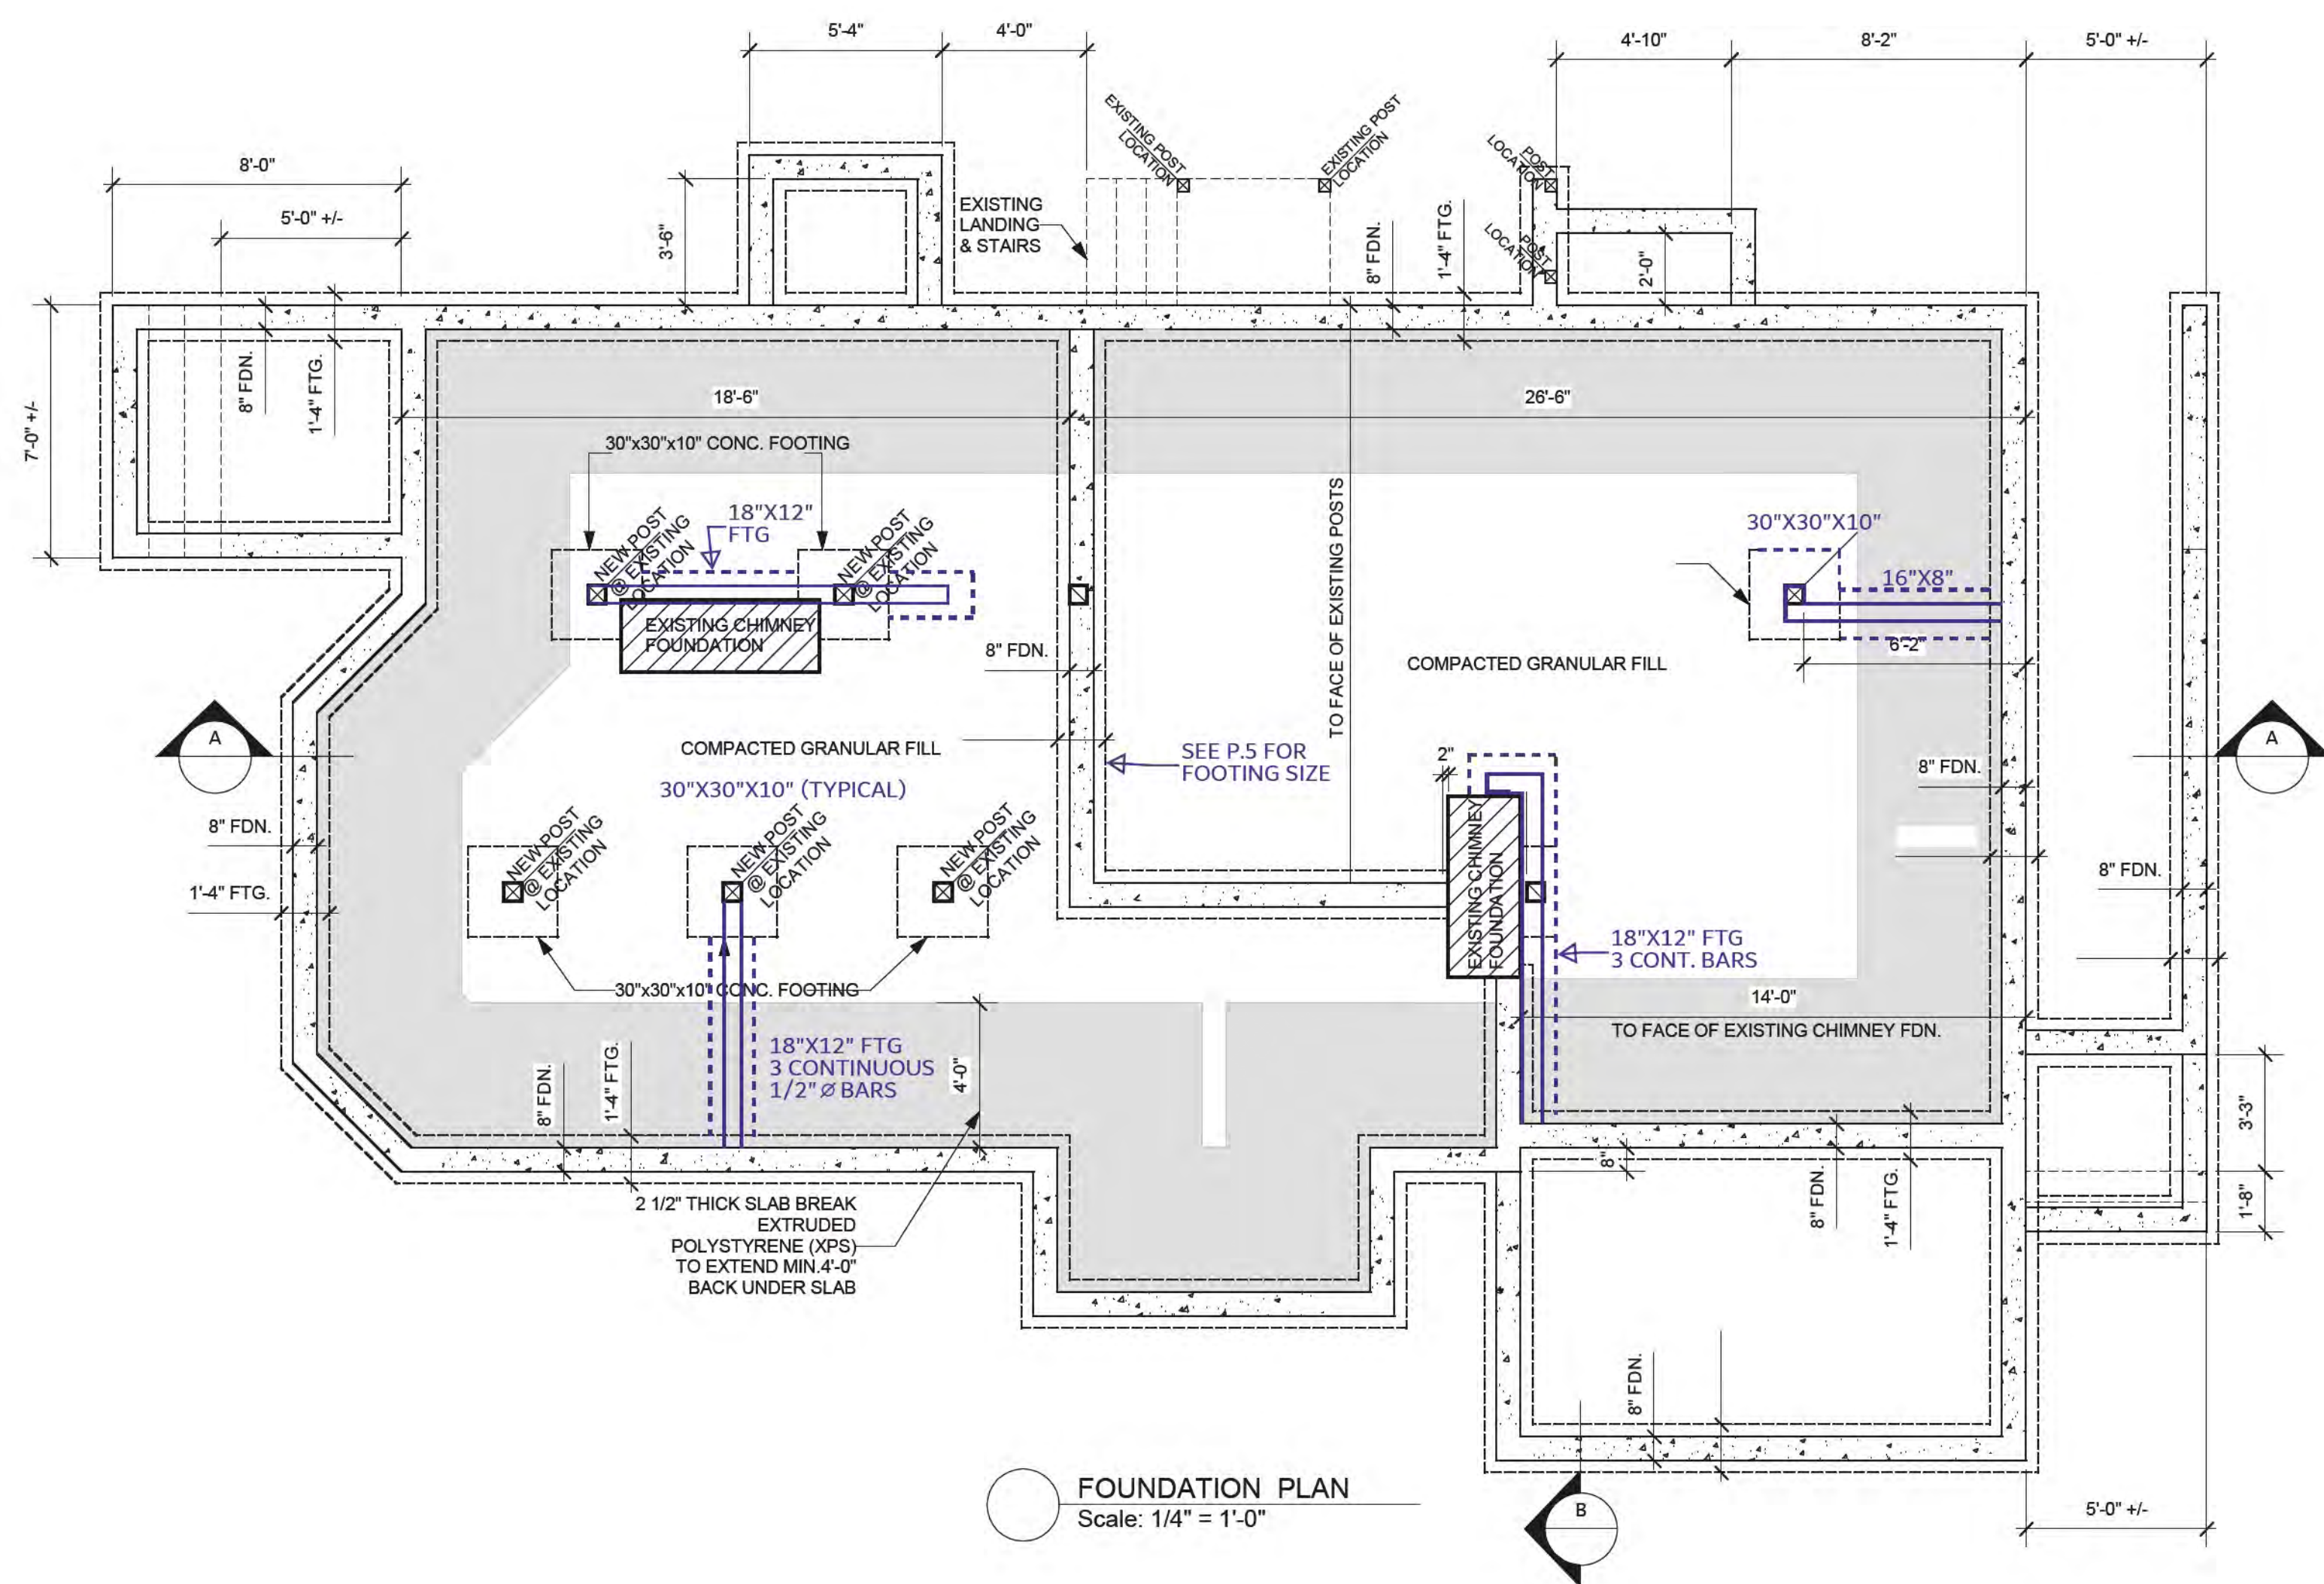 5'-4"
4'-0"
4'-10"
8'-2"
5'-0" +/-
8'-0"
5'-0" +/-
3'-6"
EXISTING
LANDING
& STAIRS
EXISTING POST
LOCATION
EXISTING POST
LOCATION
POST
LOCATION
POST
LOCATION
2'-0"
8" FDN.
1'-4" FTG.
7'-0" +/-
8" FDN.
1'-4" FTG.
18'-6"
26'-6"
30"x30"x10" CONC. FOOTING
18"X12"
FTG
NEW POST
@ EXISTING
LOCATION
NEW POST
@ EXISTING
LOCATION
EXISTING CHIMNEY
FOUNDATION
8" FDN.
TO FACE OF EXISTING POSTS
30"X30"X10"
16"X8"
6'-2"
COMPACTED GRANULAR FILL
A
COMPACTED GRANULAR FILL
SEE P.5 FOR
FOOTING SIZE
2"
8" FDN.
A
30"X30"X10" (TYPICAL)
8" FDN.
1'-4" FTG.
NEW POST
@ EXISTING
LOCATION
NEW POST
@ EXISTING
LOCATION
NEW POST
@ EXISTING
LOCATION
EXISTING CHIMNEY
FOUNDATION
8" FDN.
18"X12" FTG
3 CONT. BARS
30"x30"x10" CONC. FOOTING
14'-0"
TO FACE OF EXISTING CHIMNEY FDN.
8" FDN.
1'-4" FTG.
18"X12" FTG
3 CONTINUOUS
1/2" Ø BARS
4'-0"
3'-3"
1'-8"
8"
8" FDN.
1'-4" FTG.
2 1/2" THICK SLAB BREAK
EXTRUDED
POLYSTYRENE (XPS)
TO EXTEND MIN.4'-0"
BACK UNDER SLAB
8" FDN.
FOUNDATION PLAN
Scale: 1/4" = 1'-0"
B
5'-0" +/-